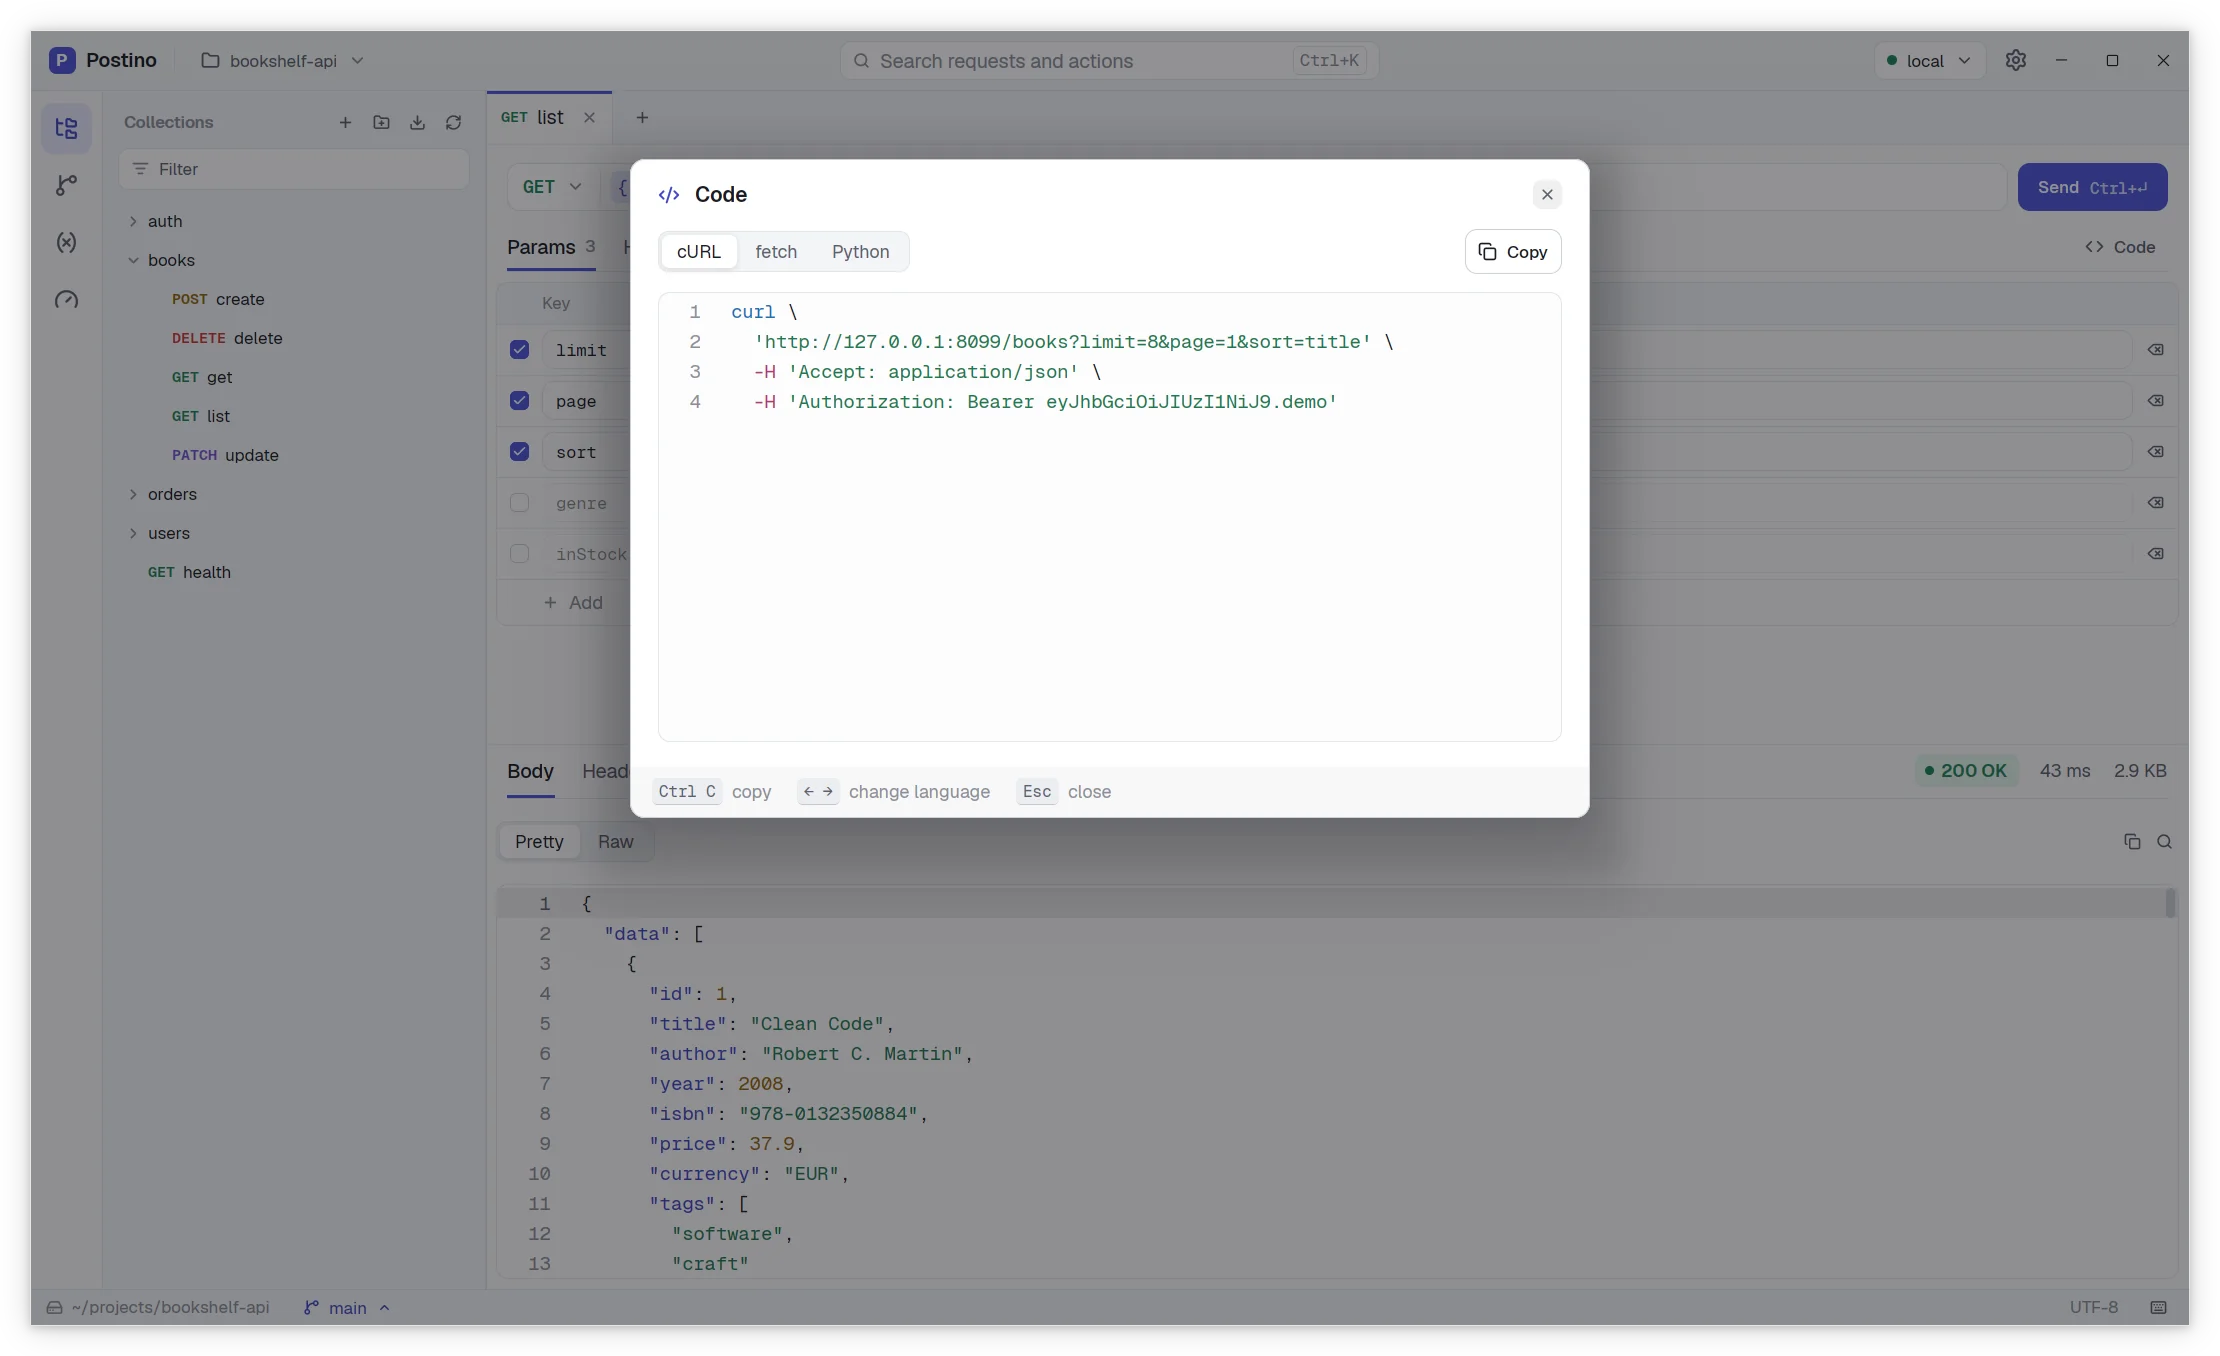 P Postino
bookshelf-api
Search requests and actions Ctrl+K
local
Collections
Filter
auth
books
POST create
DELETE delete
GET get
GET list
PATCH update
orders
users
GET health
GET list
GET {
Send Ctrl+↵
Params 3 H
Code
Key
limit
page
sort
genre
inStock
+ Add
Code
cURL fetch Python
Copy
1 curl \
2 'http://127.0.0.1:8099/books?limit=8&page=1&sort=title' \
3 -H 'Accept: application/json' \
4 -H 'Authorization: Bearer eyJhbGciOiJIUzI1NiJ9.demo'
Ctrl C copy ← → change language Esc close
Body Head
200 OK 43 ms 2.9 KB
Pretty Raw
1 {
2 "data": [
3 {
4 "id": 1,
5 "title": "Clean Code",
6 "author": "Robert C. Martin",
7 "year": 2008,
8 "isbn": "978-0132350884",
9 "price": 37.9,
10 "currency": "EUR",
11 "tags": [
12 "software",
13 "craft"
~/projects/bookshelf-api main
UTF-8